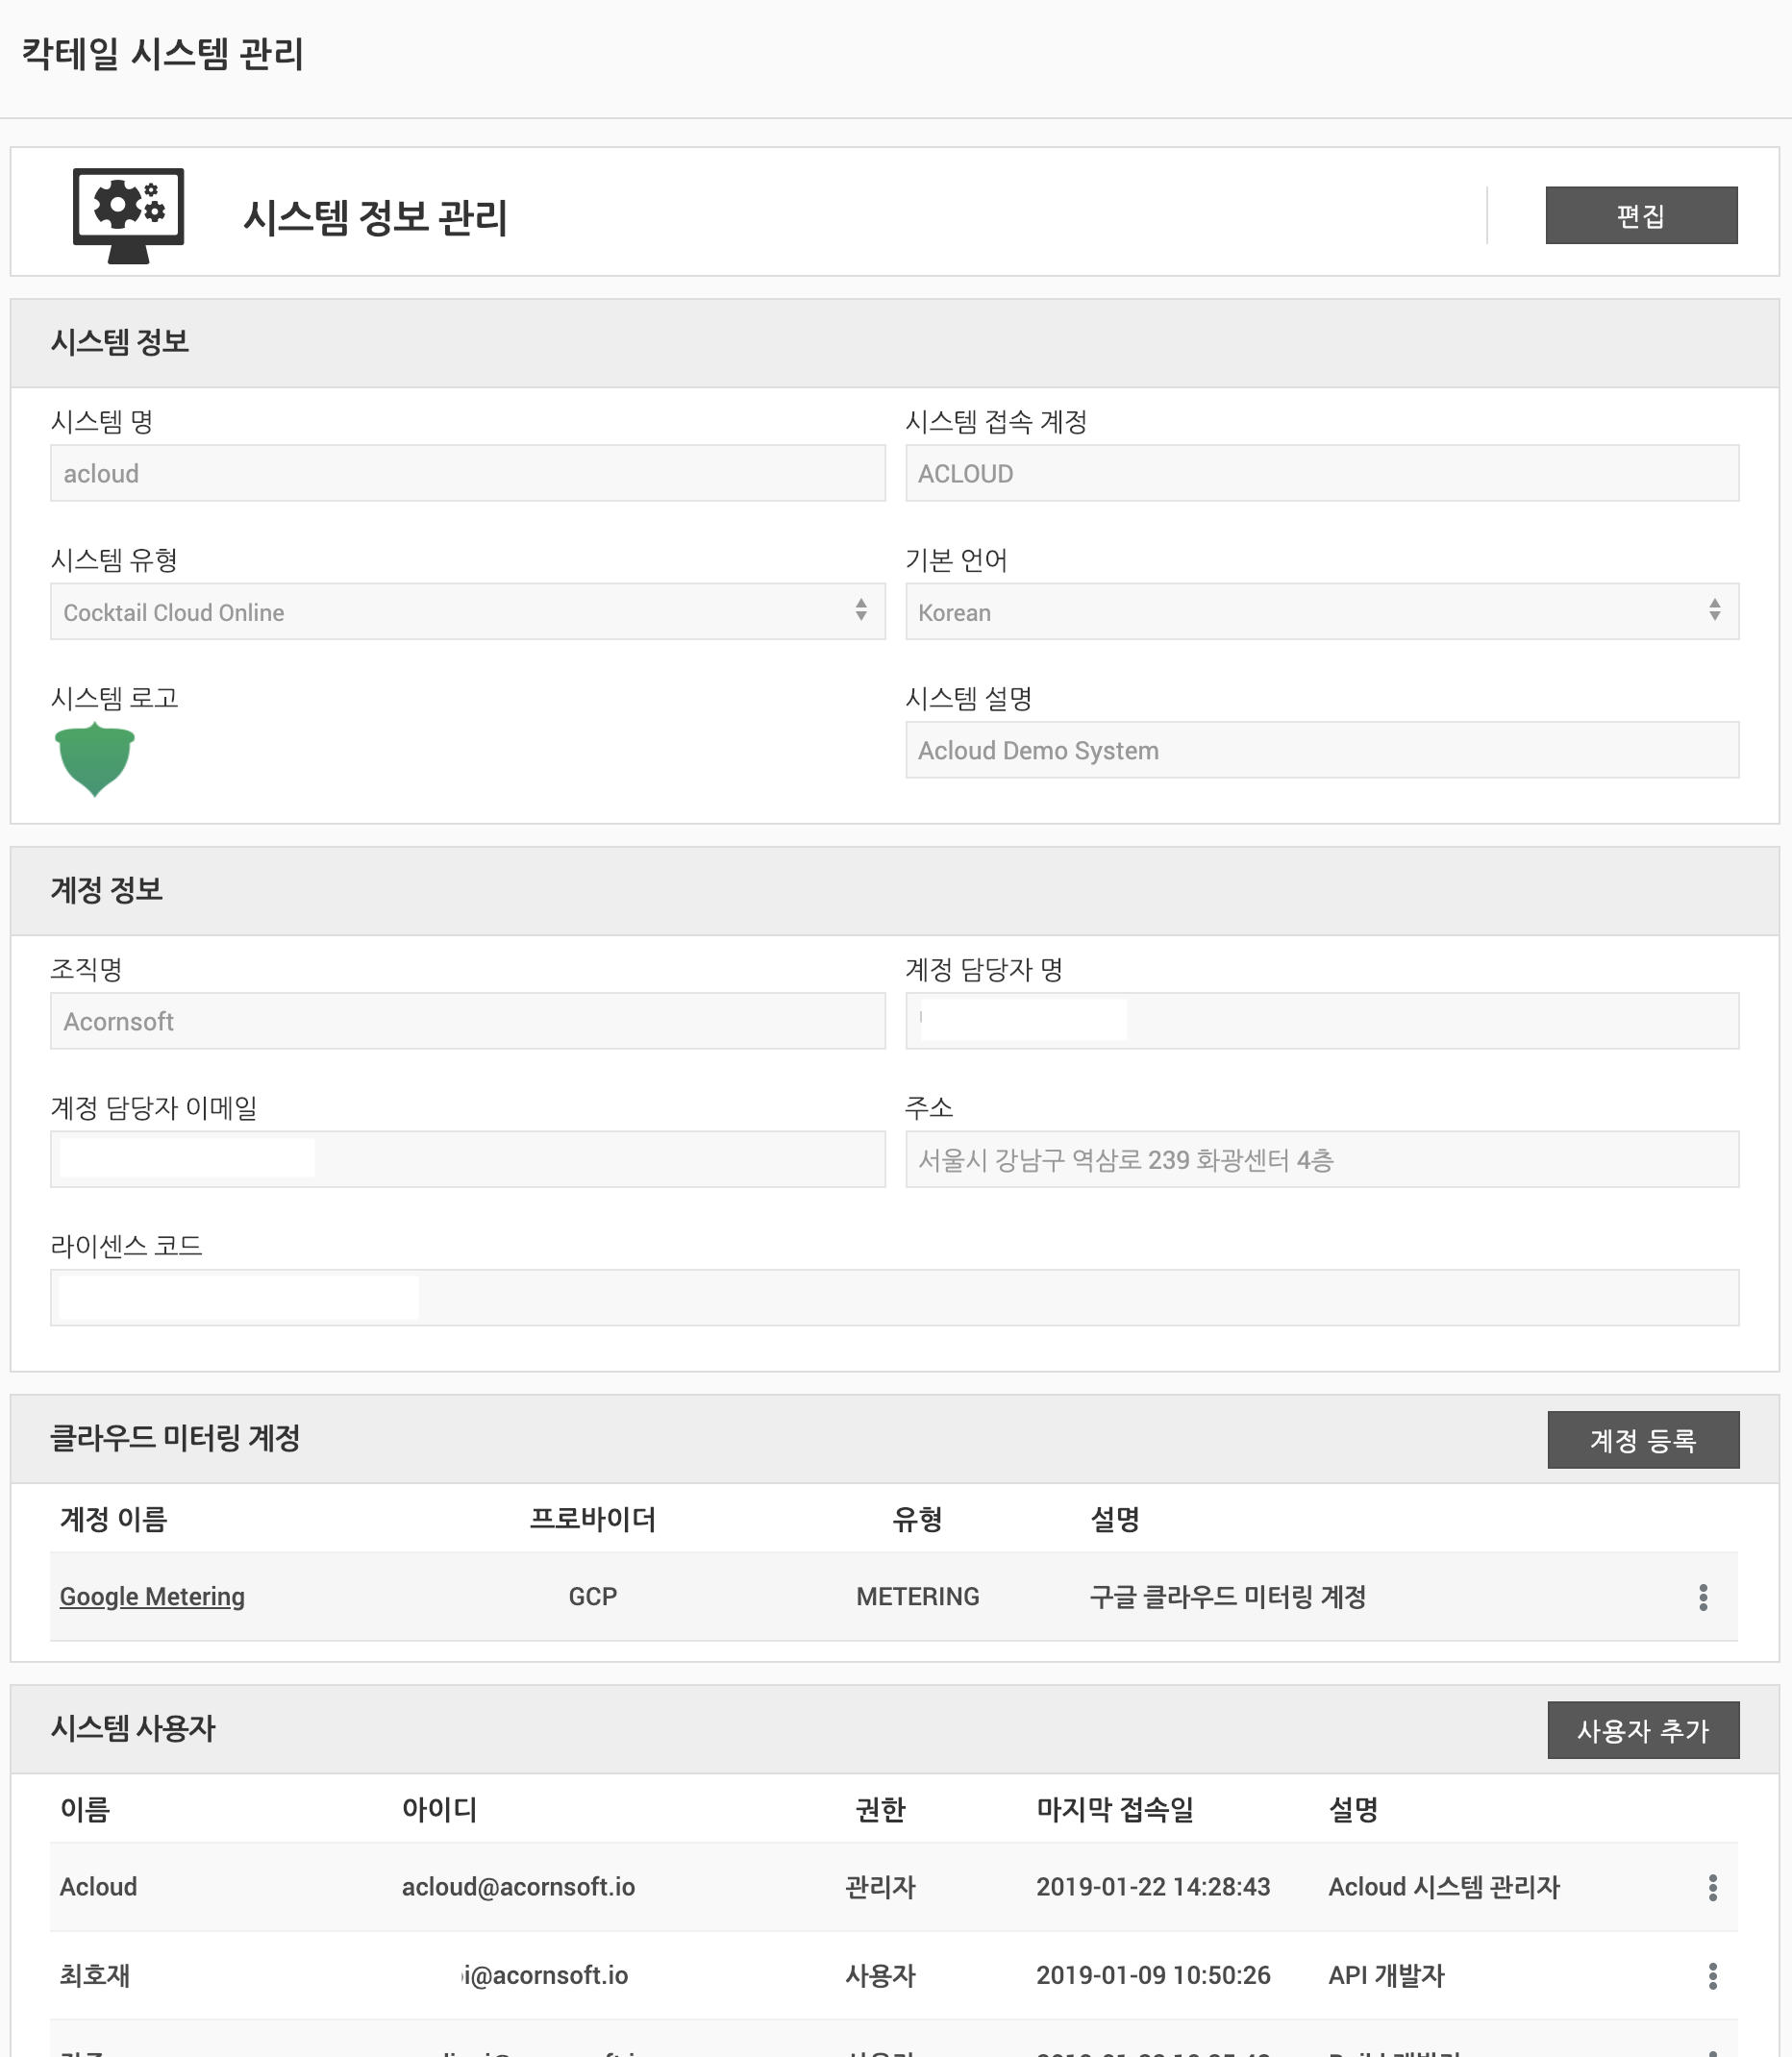 칵테일 시스템 관리
시스템 정보 관리
편집
시스템 정보
시스템 명
시스템 접속 계정
acloud
ACLOUD
시스템 유형
기본 언어
Cocktail Cloud Online
Korean
시스템 로고
시스템 설명
Acloud Demo System
계정 정보
조직명
계정 담당자 명
Acornsoft
계정 담당자 이메일
주소
서울시 강남구 역삼로 239 화광센터 4층
라이센스 코드
클라우드 미터링 계정
계정 등록
계정 이름 프로바이더 유형 설명
Google Metering GCP METERING 구글 클라우드 미터링 계정
시스템 사용자
사용자 추가
이름 아이디 권한 마지막 접속일 설명
Acloud acloud@acornsoft.io 관리자 2019-01-22 14:28:43 Acloud 시스템 관리자
최호재 i@acornsoft.io 사용자 2019-01-09 10:50:26 API 개발자